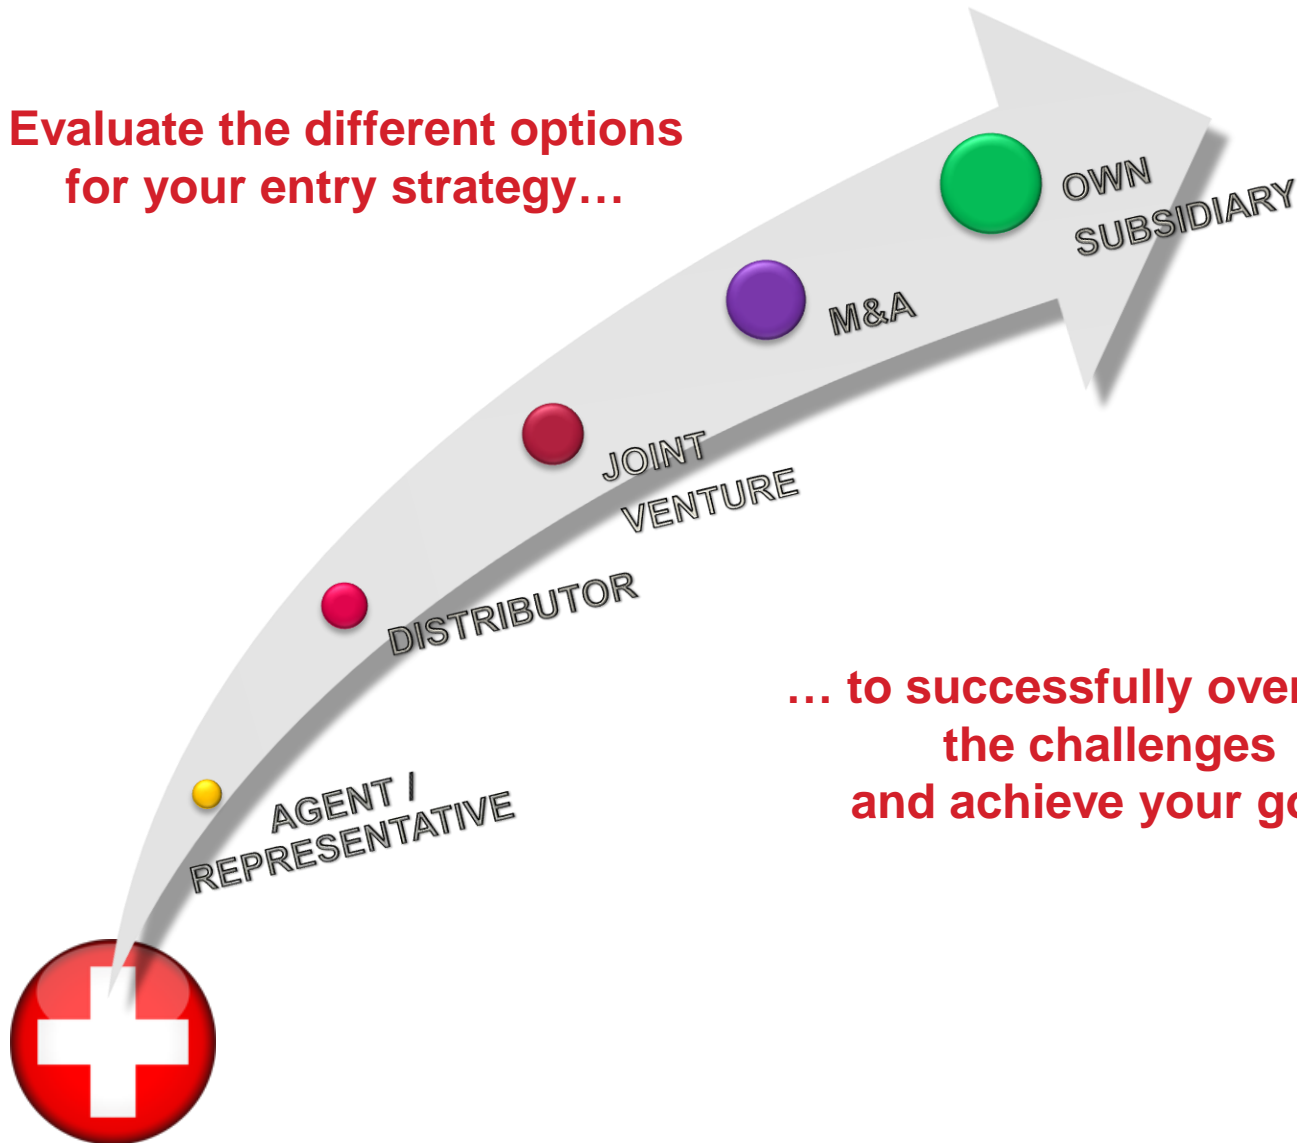 Evaluate the different options
for your entry strategy…
OWN
SUBSIDIARY
M&A
JOINT
VENTURE
DISTRIBUTOR
AGENT /
REPRESENTATIVE
… to successfully
the challenges
and achieve your